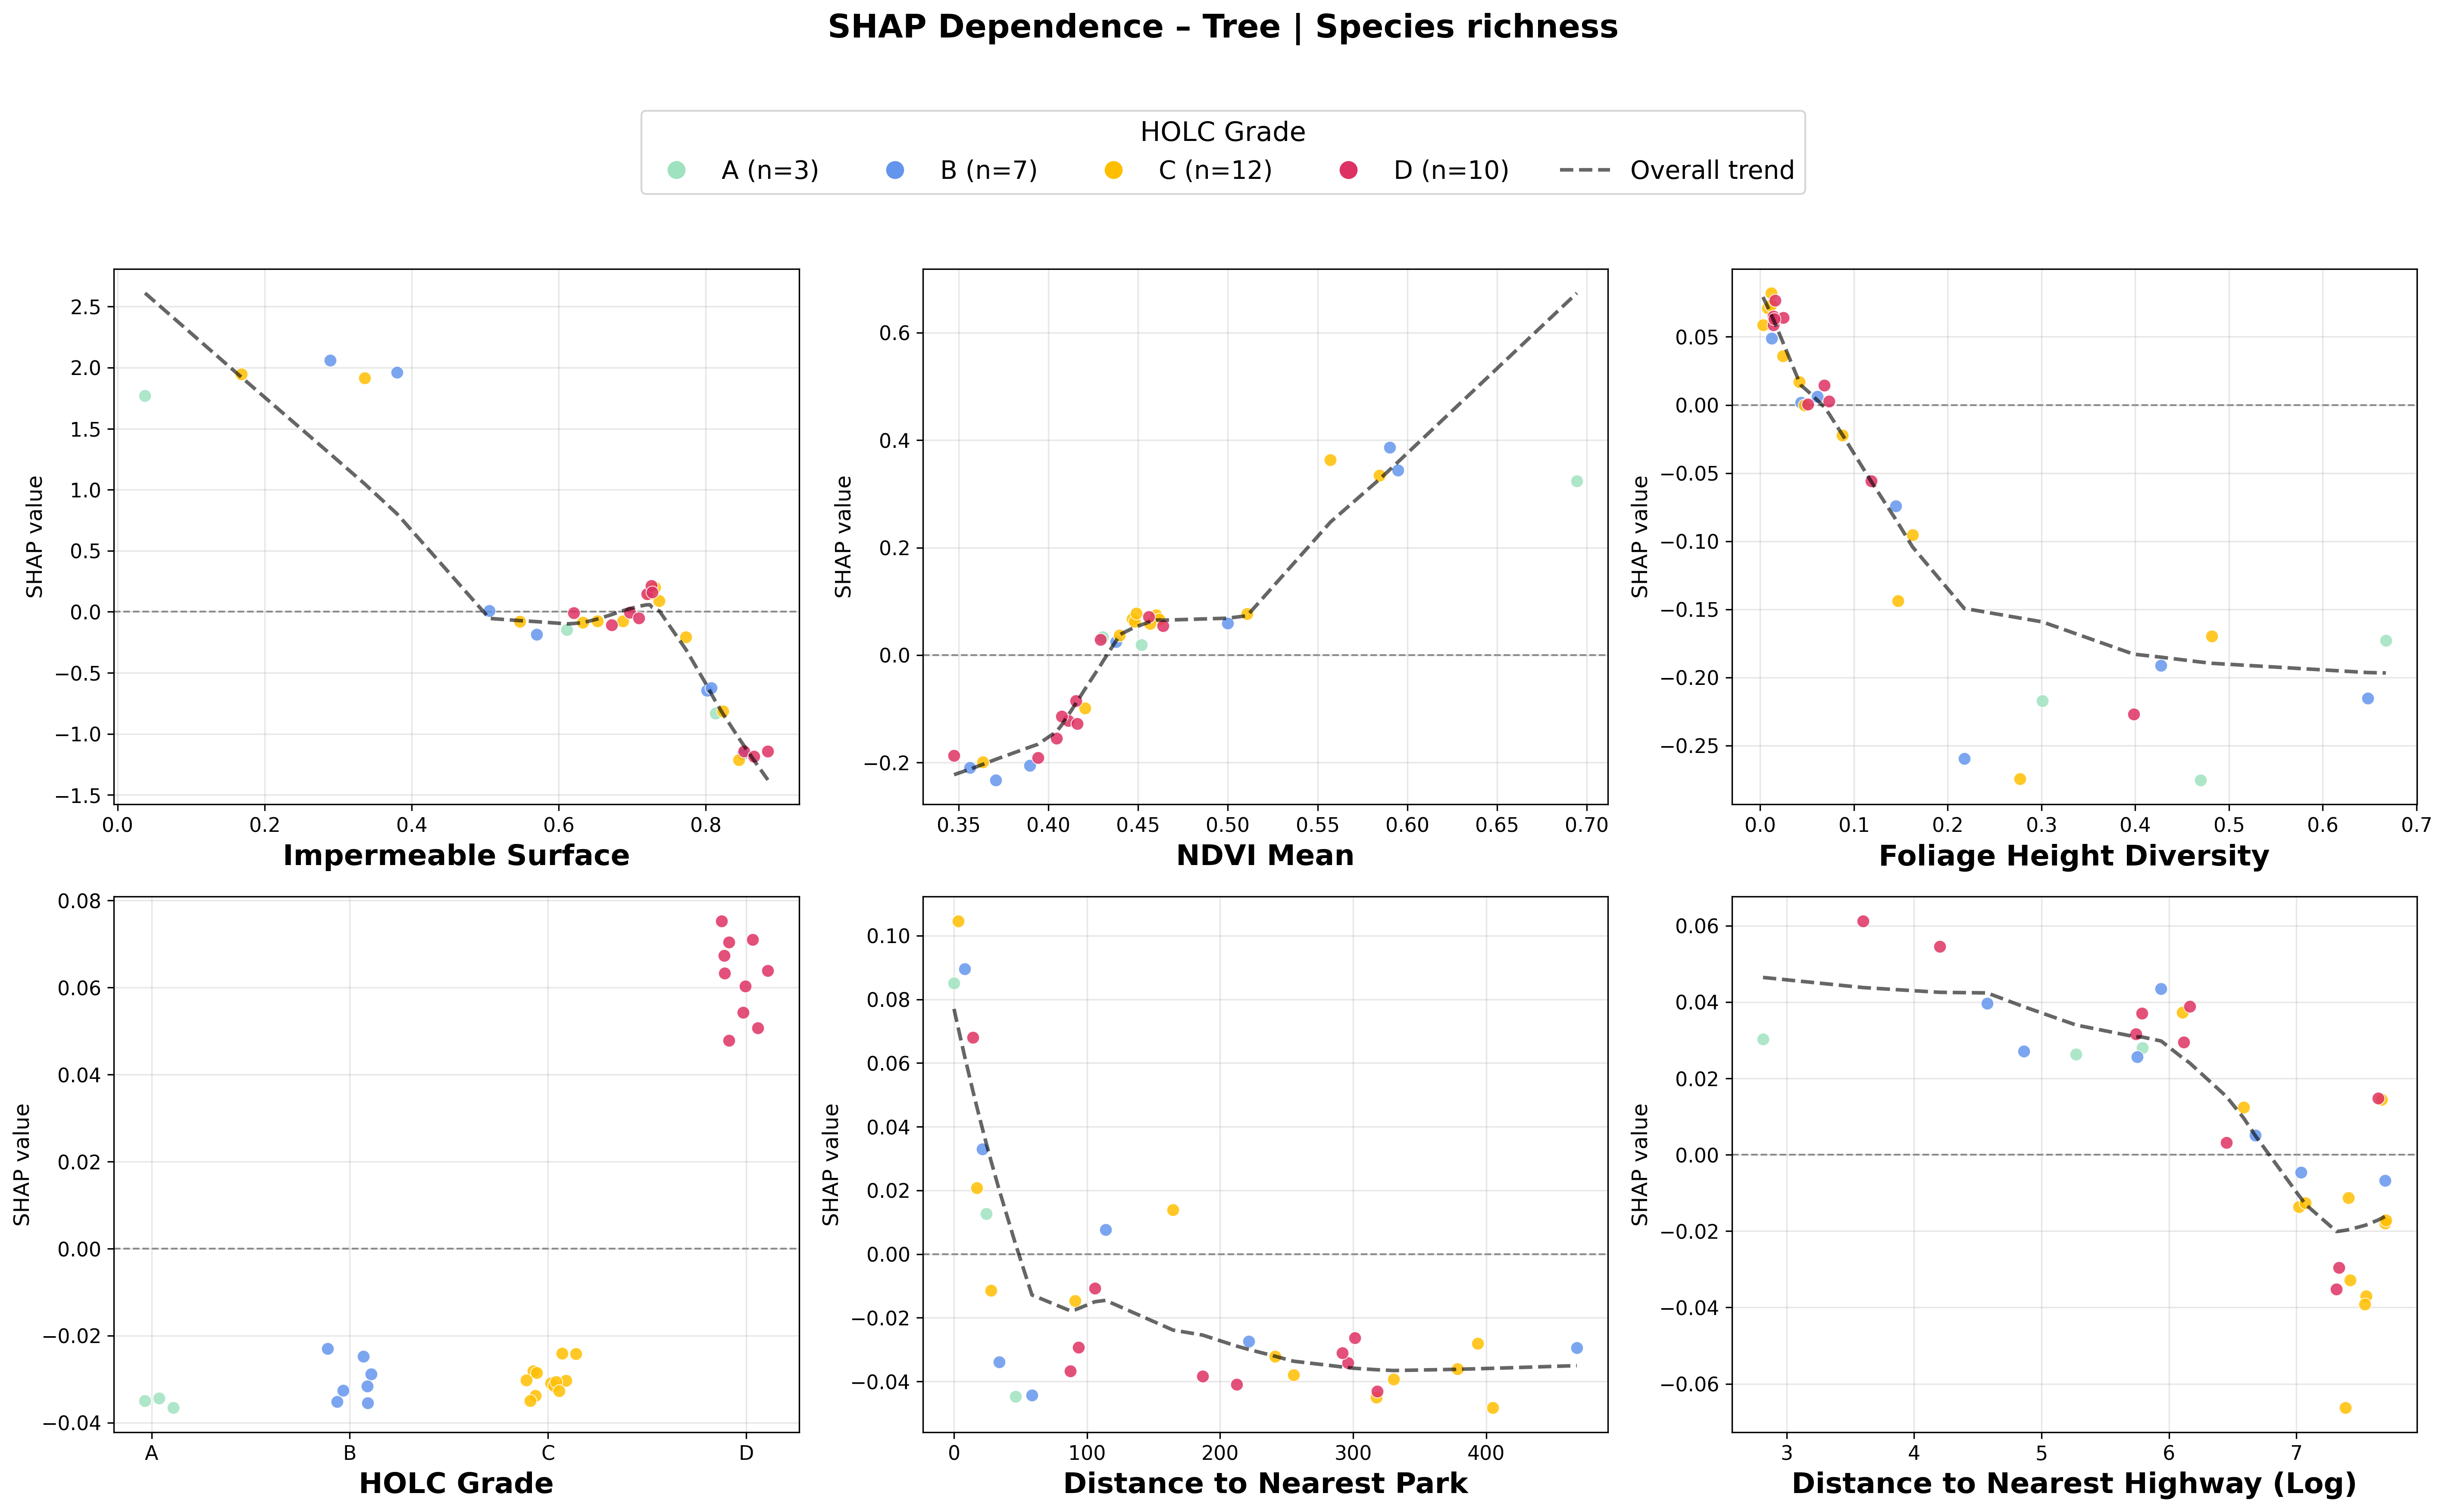 SHAP Dependence – Tree | Species richness
HOLC Grade
A (n=3) B (n=7) C (n=12) D (n=10) Overall trend
SHAP value
2.5
2.0
1.5
1.0
0.5
0.0
−0.5
−1.0
−1.5
0.0 0.2 0.4 0.6 0.8
Impermeable Surface
SHAP value
0.6
0.4
0.2
0.0
−0.2
0.35 0.40 0.45 0.50 0.55 0.60 0.65 0.70
NDVI Mean
SHAP value
0.05
0.00
−0.05
−0.10
−0.15
−0.20
−0.25
0.0 0.1 0.2 0.3 0.4 0.5 0.6 0.7
Foliage Height Diversity
SHAP value
0.08
0.06
0.04
0.02
0.00
−0.02
−0.04
A B C D
HOLC Grade
SHAP value
0.10
0.08
0.06
0.04
0.02
0.00
−0.02
−0.04
0 100 200 300 400
Distance to Nearest Park
SHAP value
0.06
0.04
0.02
0.00
−0.02
−0.04
−0.06
3 4 5 6 7
Distance to Nearest Highway (Log)